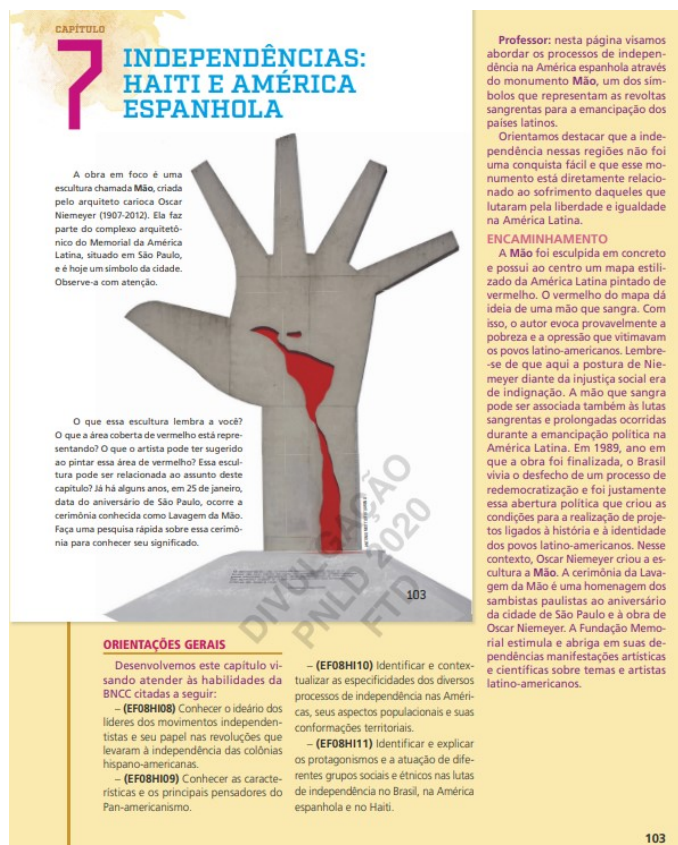 CAPÍTULO
7
INDEPENDÊNCIAS:
HAITI E AMÉRICA
ESPANHOLA
A obra em foco é uma
escultura chamada Mão, criada
pelo arquiteto carioca Oscar
Niemeyer (1907-2012). Ela faz
parte do complexo arquitetô-
nico do Memorial da América
Latina, situado em São Paulo,
e é hoje um símbolo da cidade.
Observe-a com atenção.
O que essa escultura lembra a você?
O que a área coberta de vermelho está repre-
sentando? O que o artista pode ter sugerido
ao pintar essa área de vermelho? Essa escul-
tura pode ser relacionada ao assunto deste
capítulo? Já há alguns anos, em 25 de janeiro,
data do aniversário de São Paulo, ocorre a
cerimônia conhecida como Lavagem da Mão.
Faça uma pesquisa rápida sobre essa cerimô-
nia para conhecer seu significado.
DIVULGAÇÃO
PNLD 2020
FTD
103
Professor: nesta página visamos
abordar os processos de indepen-
dência na América espanhola através
do monumento Mão, um dos sím-
bolos que representam as revoltas
sangrentas para a emancipação dos
países latinos.
Orientamos destacar que a inde-
pendência nessas regiões não foi
uma conquista fácil e que esse mo-
numento está diretamente relacio-
nado ao sofrimento daqueles que
lutaram pela liberdade e igualdade
na América Latina.
ENCAMINHAMENTO
A Mão foi esculpida em concreto
e possui ao centro um mapa estili-
zado da América Latina pintado de
vermelho. O vermelho do mapa dá
ideia de uma mão que sangra. Com
isso, o autor evoca provavelmente a
pobreza e a opressão que vitimavam
os povos latino-americanos. Lembre-
-se de que aqui a postura de Nie-
meyer diante da injustiça social era
de indignação. A mão que sangra
pode ser associada também às lutas
sangrentas e prolongadas ocorridas
durante a emancipação política na
América Latina. Em 1989, ano em
que a obra foi finalizada, o Brasil
vivia o desfecho de um processo de
redemocratização e foi justamente
essa abertura política que criou as
condições para a realização de proje-
tos ligados à história e à identidade
dos povos latino-americanos. Nesse
contexto, Oscar Niemeyer criou a es-
cultura a Mão. A cerimônia da Lava-
gem da Mão é uma homenagem dos
sambistas paulistas ao aniversário
da cidade de São Paulo e à obra de
Oscar Niemeyer. A Fundação Memo-
rial estimula e abriga em suas de-
pendências manifestações artísticas
e científicas sobre temas e artistas
latino-americanos.
ORIENTAÇÕES GERAIS
Desenvolvemos este capítulo vi-
sando atender às habilidades da
BNCC citadas a seguir:
– (EF08HI08) Conhecer o ideário dos
líderes dos movimentos independen-
tistas e seu papel nas revoluções que
levaram à independência das colônias
hispano-americanas.
– (EF08HI09) Conhecer as caracte-
rísticas e os principais pensadores do
Pan-americanismo.
– (EF08HI10) Identificar e contex-
tualizar as especificidades dos diversos
processos de independência nas Améri-
cas, seus aspectos populacionais e suas
conformações territoriais.
– (EF08HI11) Identificar e explicar
os protagonismos e a atuação de dife-
rentes grupos sociais e étnicos nas lutas
de independência no Brasil, na América
espanhola e no Haiti.
103